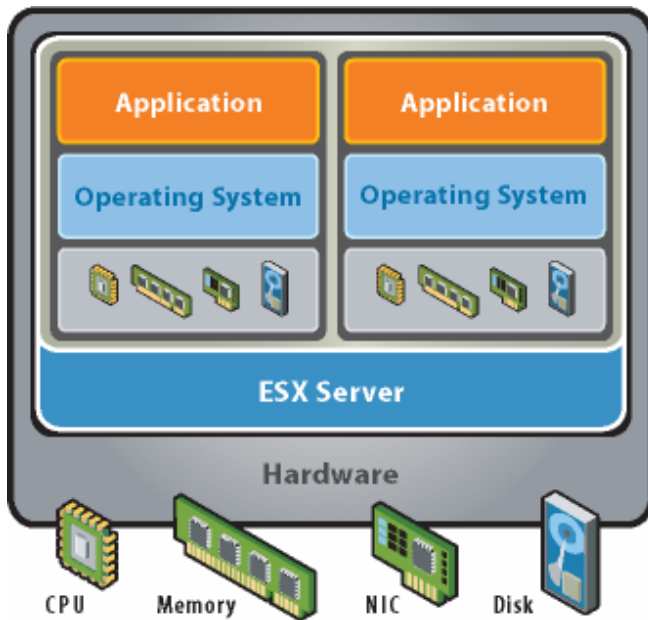 Application
Application
Operating System
Operating System
ESX Server
Hardware
CPU
Memory
NIC
Disk